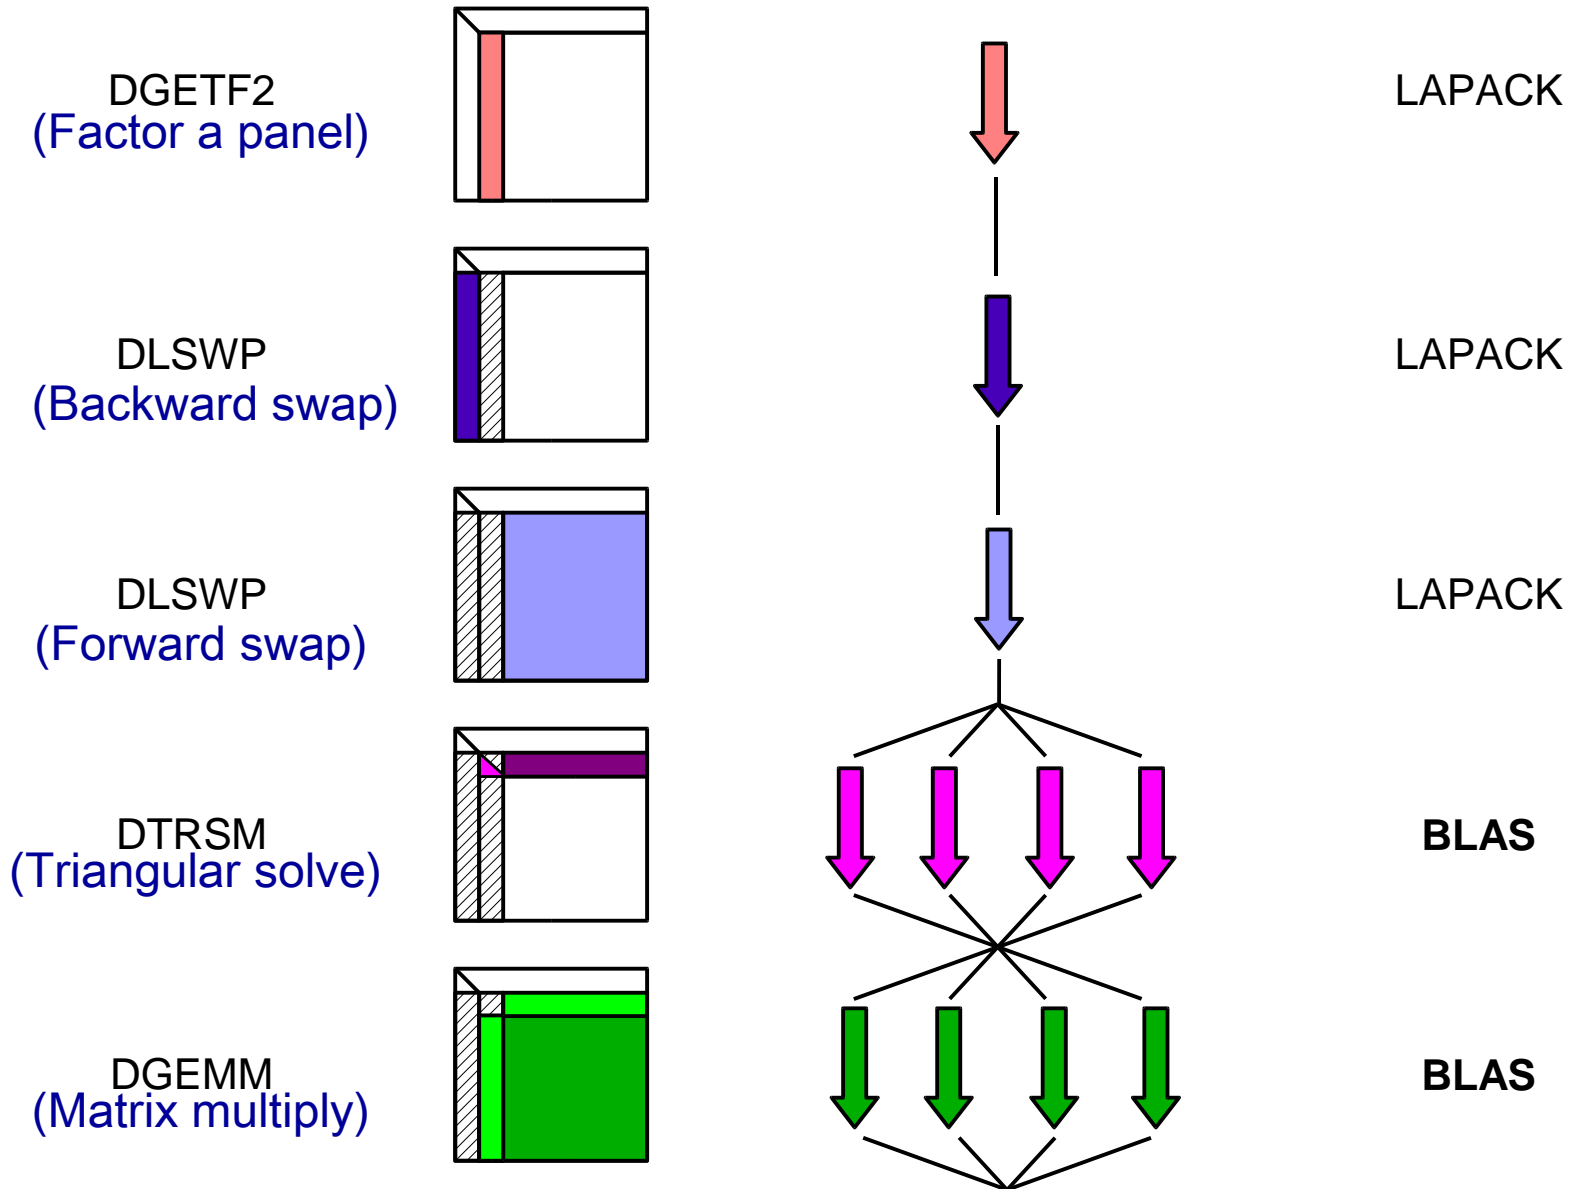 DGETF2
(Factor a panel)
LAPACK
DLSWP
(Backward swap)
LAPACK
DLSWP
(Forward swap)
LAPACK
DTRSM
(Triangular solve)
BLAS
DGEMM
(Matrix multiply)
BLAS